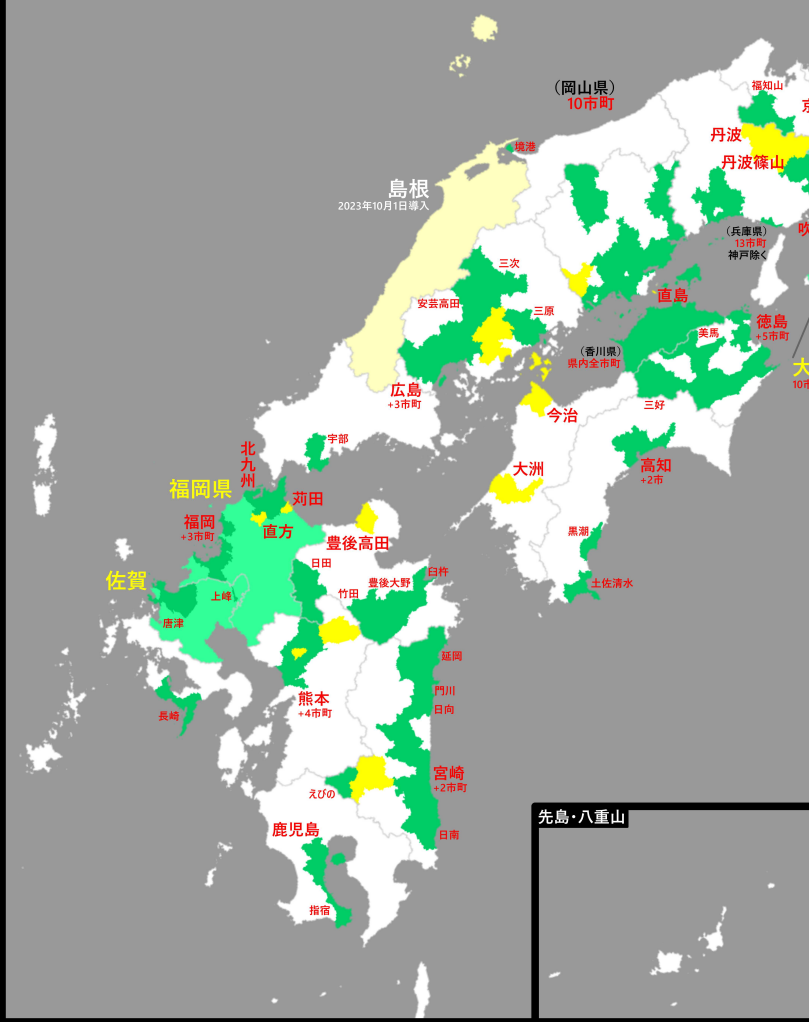 福知山
京
(岡山県)
10市町
丹波
丹波篠山
境港
島根
2023年10月1日導入
(兵庫県)
13市町
神戸除く
吹
三次
安芸高田
三原
直島
徳島
+5市町
美馬
(香川県)
県内全市町
大
10市
広島
+3市町
今治
三好
宇部
北九州
大洲
高知
+2市
福岡県
苅田
福岡
+3市町
直方
豊後高田
黒潮
日田
臼杵
佐賀
豊後大野
竹田
上峰
土佐清水
唐津
延岡
門川
熊本
+4市町
日向
長崎
宮崎
+2市町
えびの
鹿児島
日南
先島・八重山
指宿